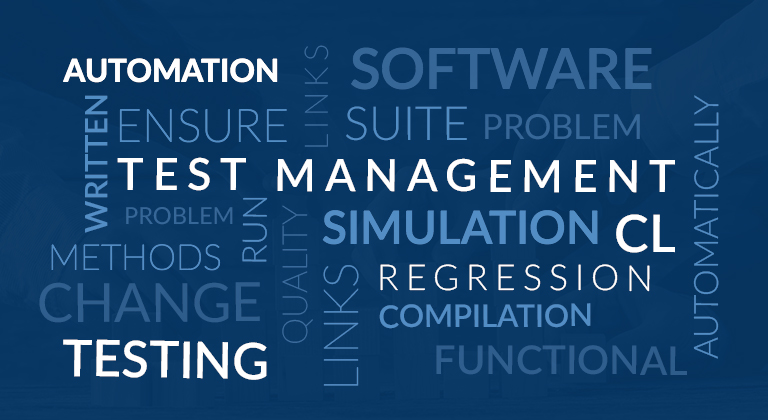 AUTOMATION
LINKS
SOFTWARE
WRITTEN
ENSURE
SUITE
PROBLEM
AUTOMATICALLY
TEST MANAGEMENT
PROBLEM
RUN
QUALITY
SIMULATION
CL
METHODS
LINKS
REGRESSION
CHANGE
COMPILATION
TESTING
FUNCTIONAL